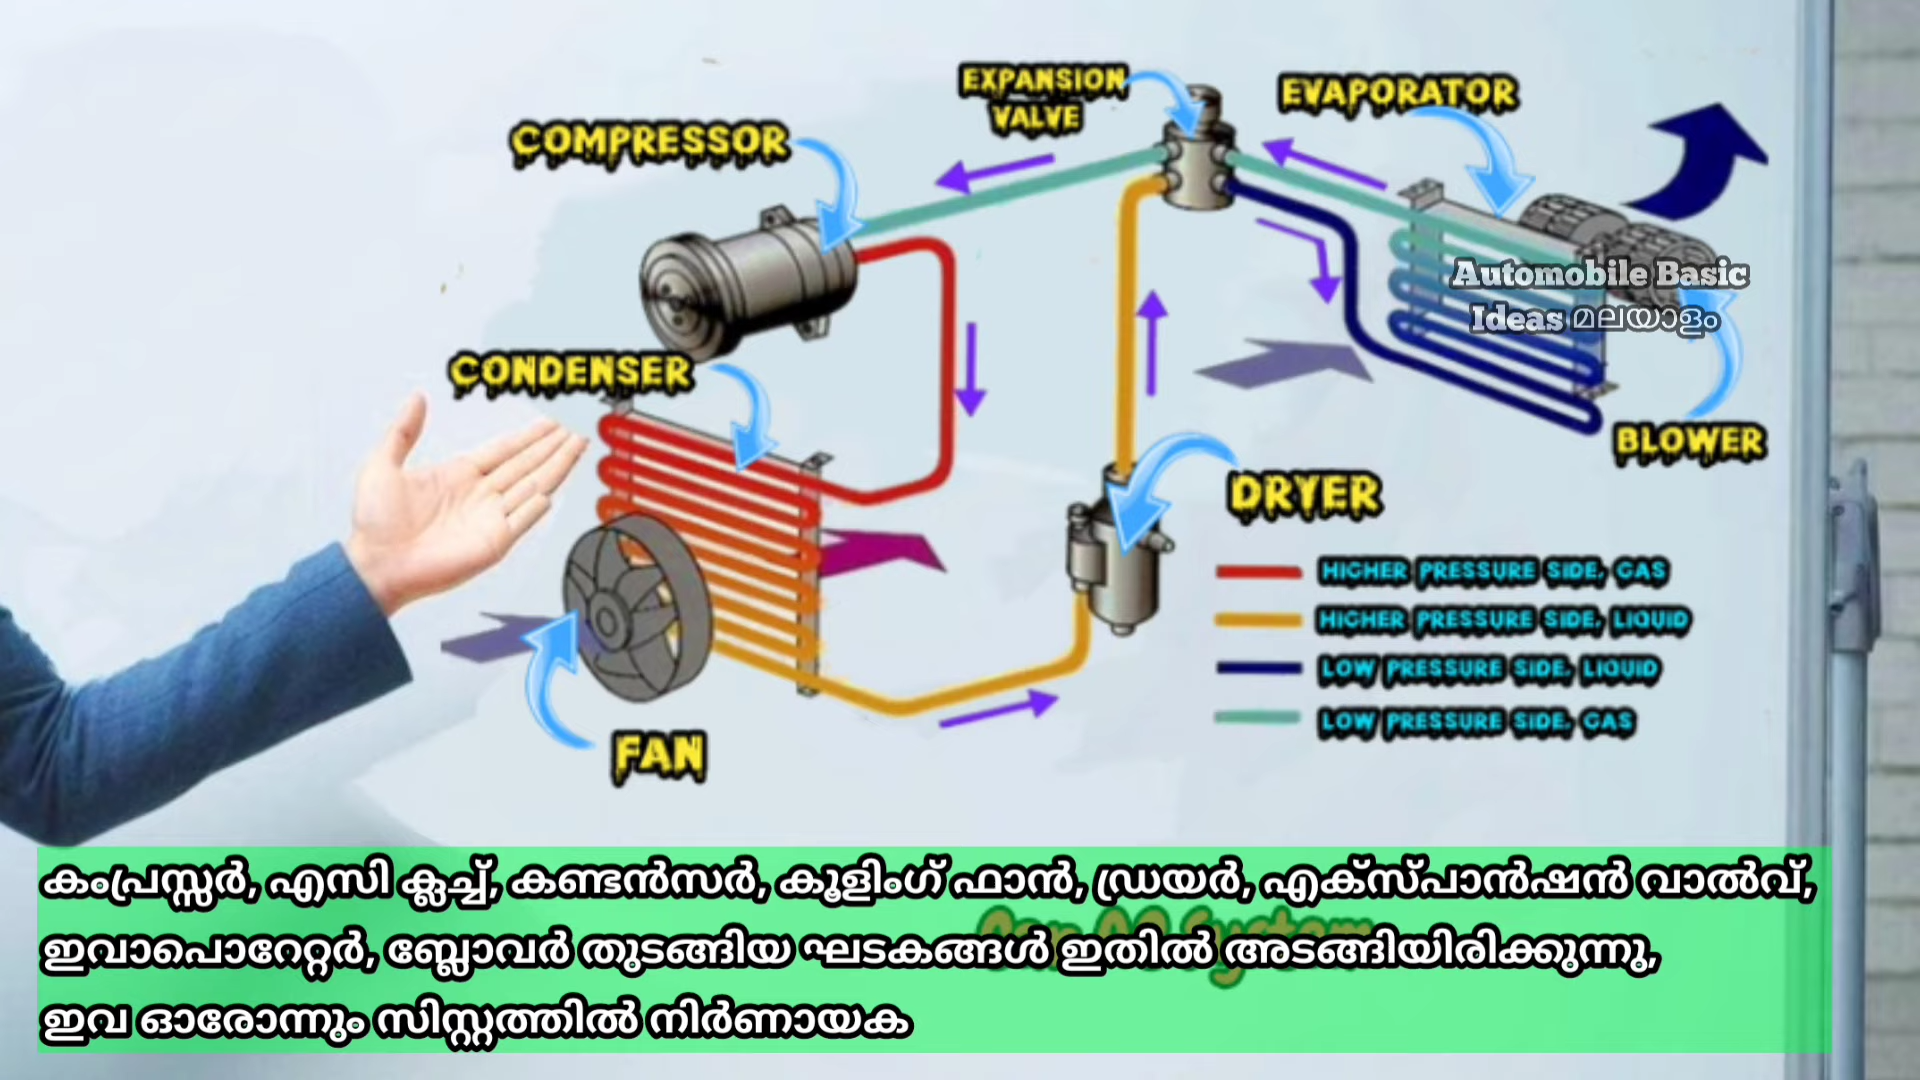 EXPANSION
VALVE
EVAPORATOR
COMPRESSOR
Automobile Basic
Ideas മലയാളം
CONDENSER
BLOWER
DRYER
HIGHER PRESSURE SIDE, GAS
HIGHER PRESSURE SIDE, LIQUID
LOW PRESSURE SIDE, LIQUID
LOW PRESSURE SIDE, GAS
FAN
കംപ്രസ്സർ, എസി ക്ലച്ച്, കണ്ടൻസർ, കൂളിംഗ് ഫാൻ, ഡ്രയർ, എക്സ്പാൻഷൻ വാൽവ്,
ഇവാപൊറേറ്റർ, ബ്ലോവർ തുടങ്ങിയ ഘടകങ്ങൾ ഇതിൽ അടങ്ങിയിരിക്കുന്നു,
ഇവ ഓരോന്നും സിസ്റ്റത്തിൽ നിർണായക